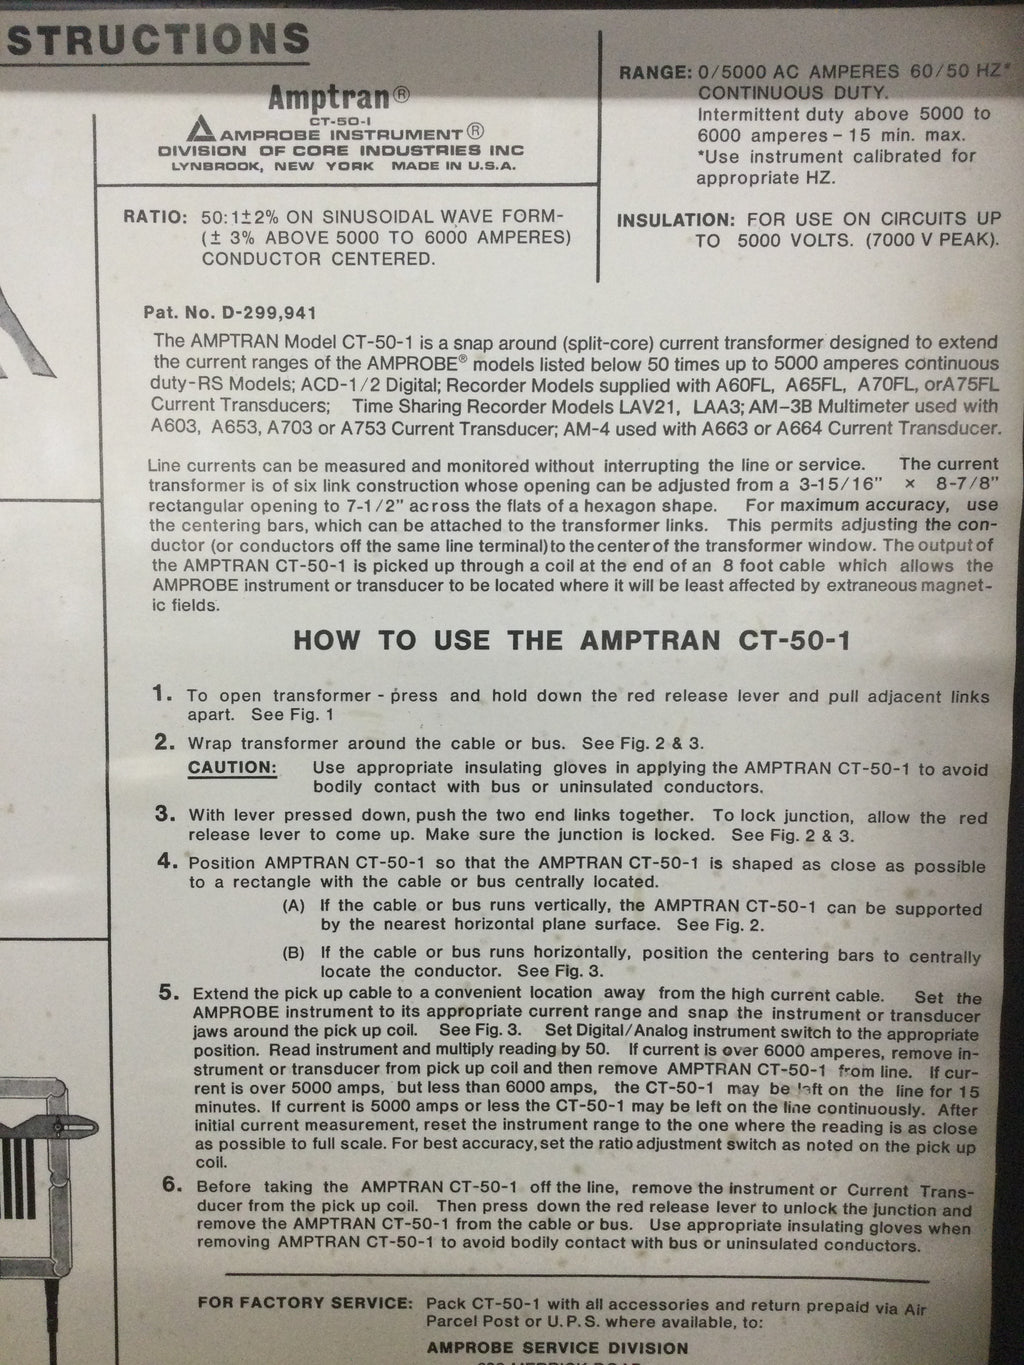 STRUCTIONS
Amptran®
CT-50-1
AMPROBE INSTRUMENT®
DIVISION OF CORE INDUSTRIES INC
LYNBROOK, NEW YORK MADE IN U.S.A.
RATIO: 50:1±2% ON SINUSOIDAL WAVE FORM-
(± 3% ABOVE 5000 TO 6000 AMPERES)
CONDUCTOR CENTERED.
RANGE: 0/5000 AC AMPERES 60/50 HZ*
CONTINUOUS DUTY.
Intermittent duty above 5000 to
6000 amperes - 15 min. max.
*Use instrument calibrated for
appropriate HZ.
INSULATION: FOR USE ON CIRCUITS UP
TO 5000 VOLTS. (7000 V PEAK).
Pat. No. D-299,941
The AMPTRAN Model CT-50-1 is a snap around (split-core) current transformer designed to extend
the current ranges of the AMPROBE® models listed below 50 times up to 5000 amperes continuous
duty-RS Models; ACD-1/2 Digital; Recorder Models supplied with A60FL, A65FL, A70FL, orA75FL
Current Transducers; Time Sharing Recorder Models LAV21, LAA3; AM-3B Multimeter used with
A603, A653, A703 or A753 Current Transducer; AM-4 used with A663 or A664 Current Transducer.
Line currents can be measured and monitored without interrupting the line or service. The current
transformer is of six link construction whose opening can be adjusted from a 3-15/16" × 8-7/8"
rectangular opening to 7-1/2" across the flats of a hexagon shape. For maximum accuracy, use
the centering bars, which can be attached to the transformer links. This permits adjusting the con-
ductor (or conductors off the same line terminal) to the center of the transformer window. The output of
the AMPTRAN CT-50-1 is picked up through a coil at the end of an 8 foot cable which allows the
AMPROBE instrument or transducer to be located where it will be least affected by extraneous magnet-
ic fields.
HOW TO USE THE AMPTRAN CT-50-1
1. To open transformer - press and hold down the red release lever and pull adjacent links
apart. See Fig. 1
2. Wrap transformer around the cable or bus. See Fig. 2 & 3.
CAUTION: Use appropriate insulating gloves in applying the AMPTRAN CT-50-1 to avoid
bodily contact with bus or uninsulated conductors.
3. With lever pressed down, push the two end links together. To lock junction, allow the red
release lever to come up. Make sure the junction is locked. See Fig. 2 & 3.
4. Position AMPTRAN CT-50-1 so that the AMPTRAN CT-50-1 is shaped as close as possible
to a rectangle with the cable or bus centrally located.
(A) If the cable or bus runs vertically, the AMPTRAN CT-50-1 can be supported
by the nearest horizontal plane surface. See Fig. 2.
(B) If the cable or bus runs horizontally, position the centering bars to centrally
locate the conductor. See Fig. 3.
5. Extend the pick up cable to a convenient location away from the high current cable. Set the
AMPROBE instrument to its appropriate current range and snap the instrument or transducer
jaws around the pick up coil. See Fig. 3. Set Digital/Analog instrument switch to the appropriate
position. Read instrument and multiply reading by 50. If current is over 6000 amperes, remove in-
strument or transducer from pick up coil and then remove AMPTRAN CT-50-1 from line. If cur-
rent is over 5000 amps, but less than 6000 amps, the CT-50-1 may be left on the line for 15
minutes. If current is 5000 amps or less the CT-50-1 may be left on the line continuously. After
initial current measurement, reset the instrument range to the one where the reading is as close
as possible to full scale. For best accuracy, set the ratio adjustment switch as noted on the pick up
coil.
6. Before taking the AMPTRAN CT-50-1 off the line, remove the instrument or Current Trans-
ducer from the pick up coil. Then press down the red release lever to unlock the junction and
remove the AMPTRAN CT-50-1 from the cable or bus. Use appropriate insulating gloves when
removing AMPTRAN CT-50-1 to avoid bodily contact with bus or uninsulated conductors.
FOR FACTORY SERVICE: Pack CT-50-1 with all accessories and return prepaid via Air
Parcel Post or U.P.S. where available, to:
AMPROBE SERVICE DIVISION